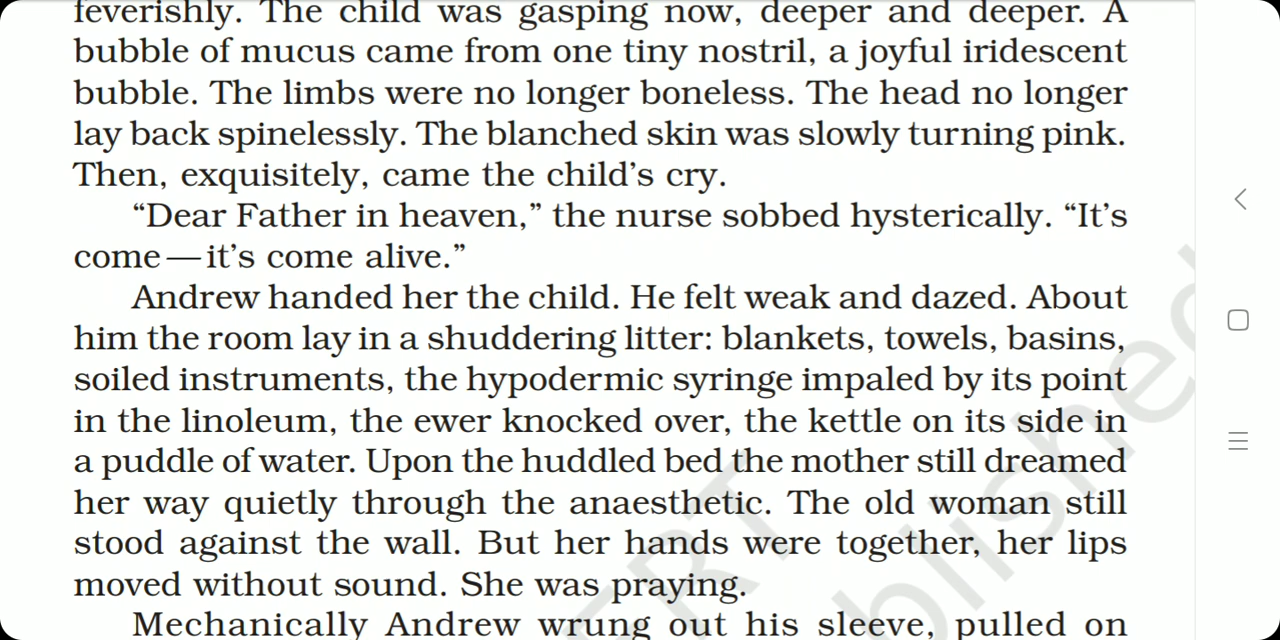 feverishly. The child was gasping now, deeper and deeper. A
bubble of mucus came from one tiny nostril, a joyful iridescent
bubble. The limbs were no longer boneless. The head no longer
lay back spinelessly. The blanched skin was slowly turning pink.
Then, exquisitely, came the child’s cry.
“Dear Father in heaven,” the nurse sobbed hysterically. “It’s
come — it’s come alive.”
Andrew handed her the child. He felt weak and dazed. About
him the room lay in a shuddering litter: blankets, towels, basins,
soiled instruments, the hypodermic syringe impaled by its point
in the linoleum, the ewer knocked over, the kettle on its side in
a puddle of water. Upon the huddled bed the mother still dreamed
her way quietly through the anaesthetic. The old woman still
stood against the wall. But her hands were together, her lips
moved without sound. She was praying.
Mechanically Andrew wrung out his sleeve, pulled on